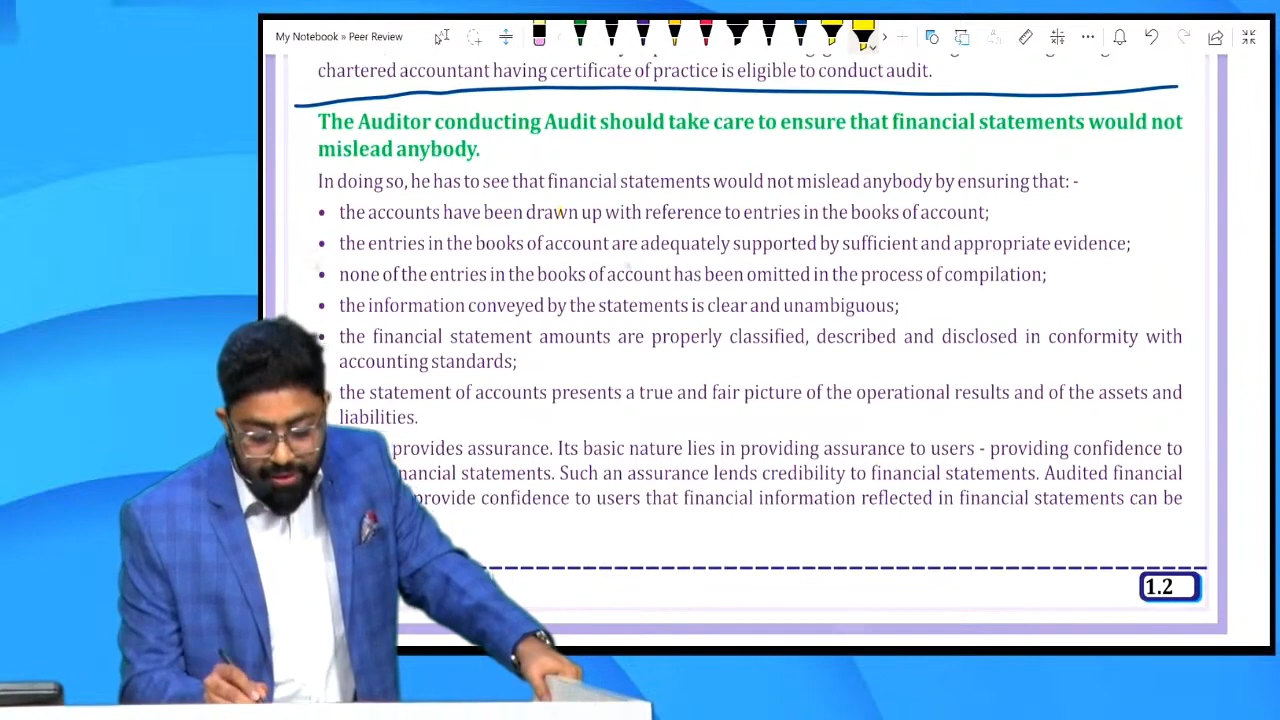 My Notebook » Peer Review
chartered accountant having certificate of practice is eligible to conduct audit.
The Auditor conducting Audit should take care to ensure that financial statements would not
mislead anybody.
In doing so, he has to see that financial statements would not mislead anybody by ensuring that: -
• the accounts have been drawn up with reference to entries in the books of account;
• the entries in the books of account are adequately supported by sufficient and appropriate evidence;
• none of the entries in the books of account has been omitted in the process of compilation;
• the information conveyed by the statements is clear and unambiguous;
• the financial statement amounts are properly classified, described and disclosed in conformity with
accounting standards;
the statement of accounts presents a true and fair picture of the operational results and of the assets and
liabilities.
provides assurance. Its basic nature lies in providing assurance to users - providing confidence to
statements. Such an assurance lends credibility to financial statements. Audited financial
provide confidence to users that financial information reflected in financial statements can be
1.2